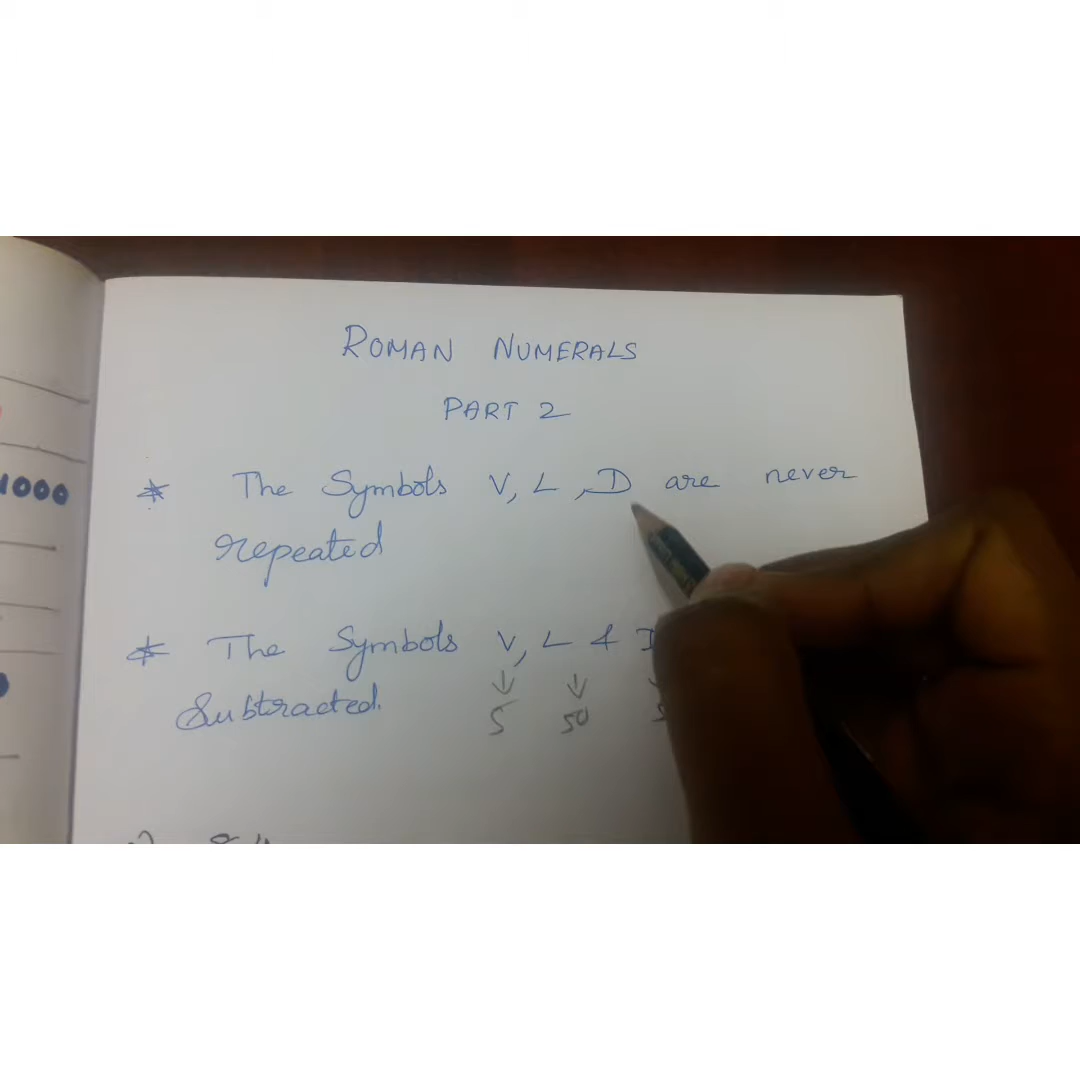 ROMAN NUMERALS
PART 2
1000
* The Symbols V, L, D are never
repeated
* The Symbols V, L &
Subtracted.
↓ ↓
5 50